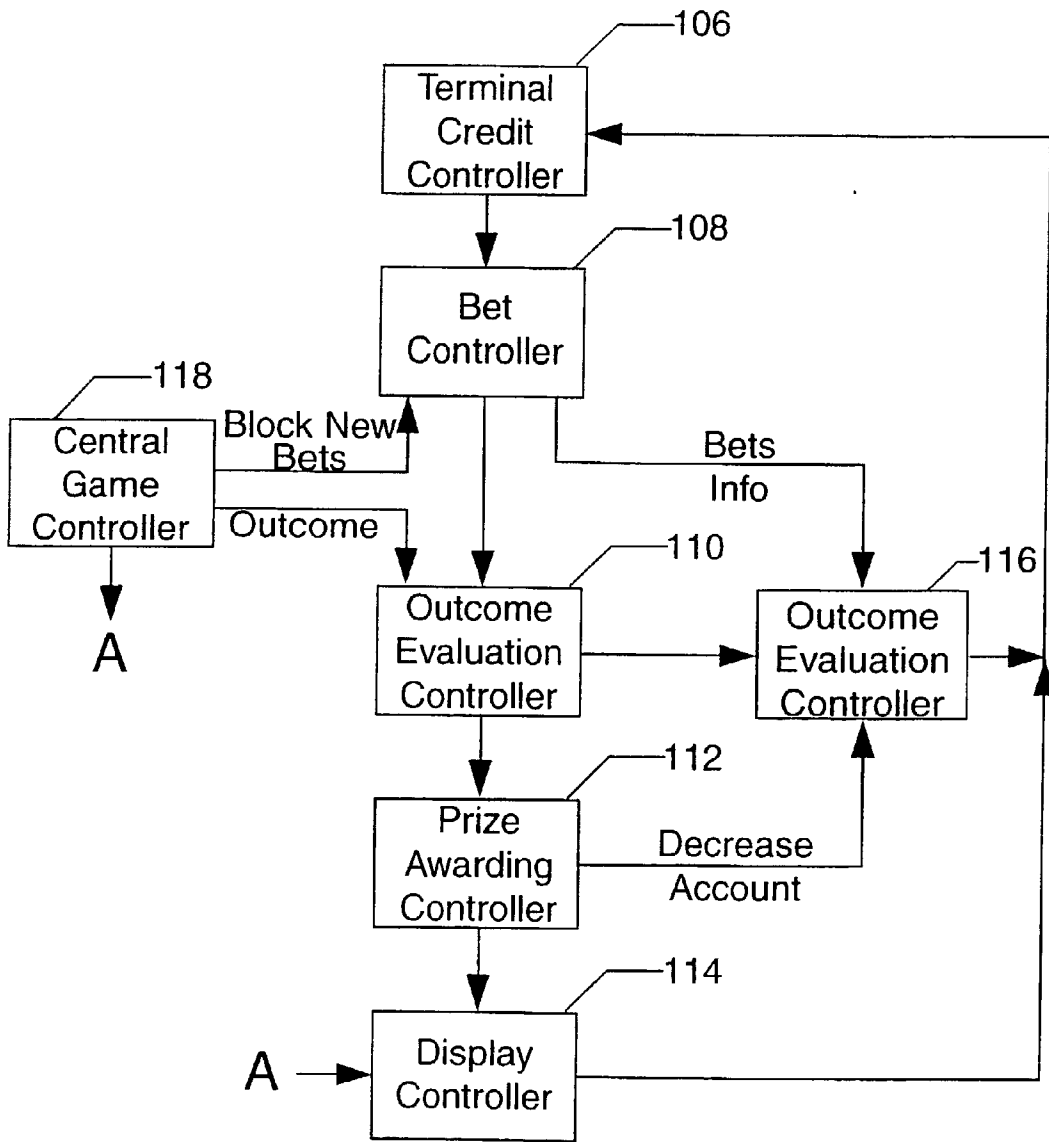 106
Terminal
Credit
Controller
108
Bet
Controller
118
Central
Game
Controller
Block New
Bets
Outcome
A
Bets
Info
110
Outcome
Evaluation
Controller
116
Outcome
Evaluation
Controller
112
Prize
Awarding
Controller
Decrease
Account
114
Display
Controller
A